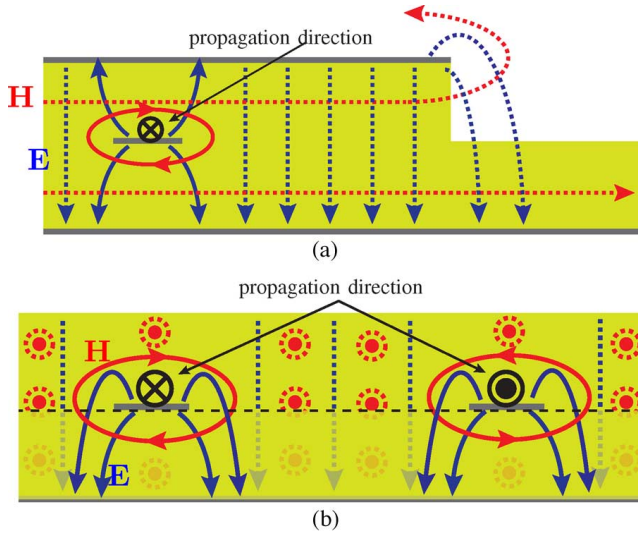 propagation direction
H
E
(a)
propagation direction
H
E
(b)